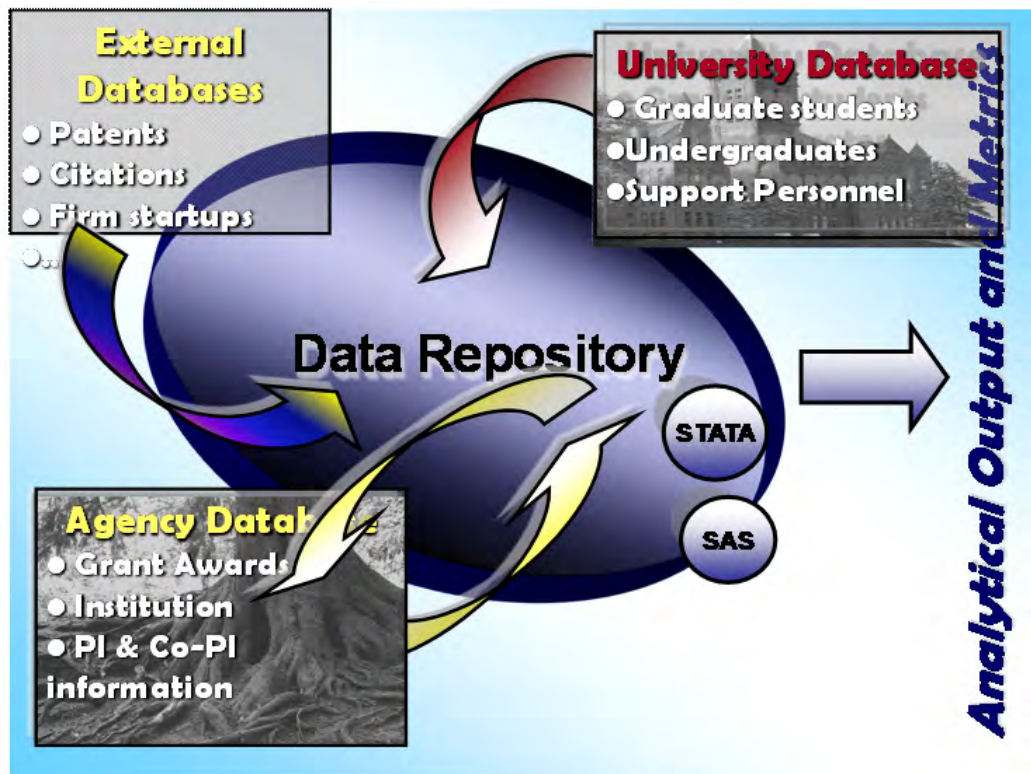 External
Databases
● Patents
● Citations
● Firm startups
●..
University Database
● Graduate students
●Undergraduates
●Support Personnel
Data Repository
STATA
SAS
Agency Database
● Grant Awards
● Institution
● PI & Co-PI
information
Analytical Output and Metrics